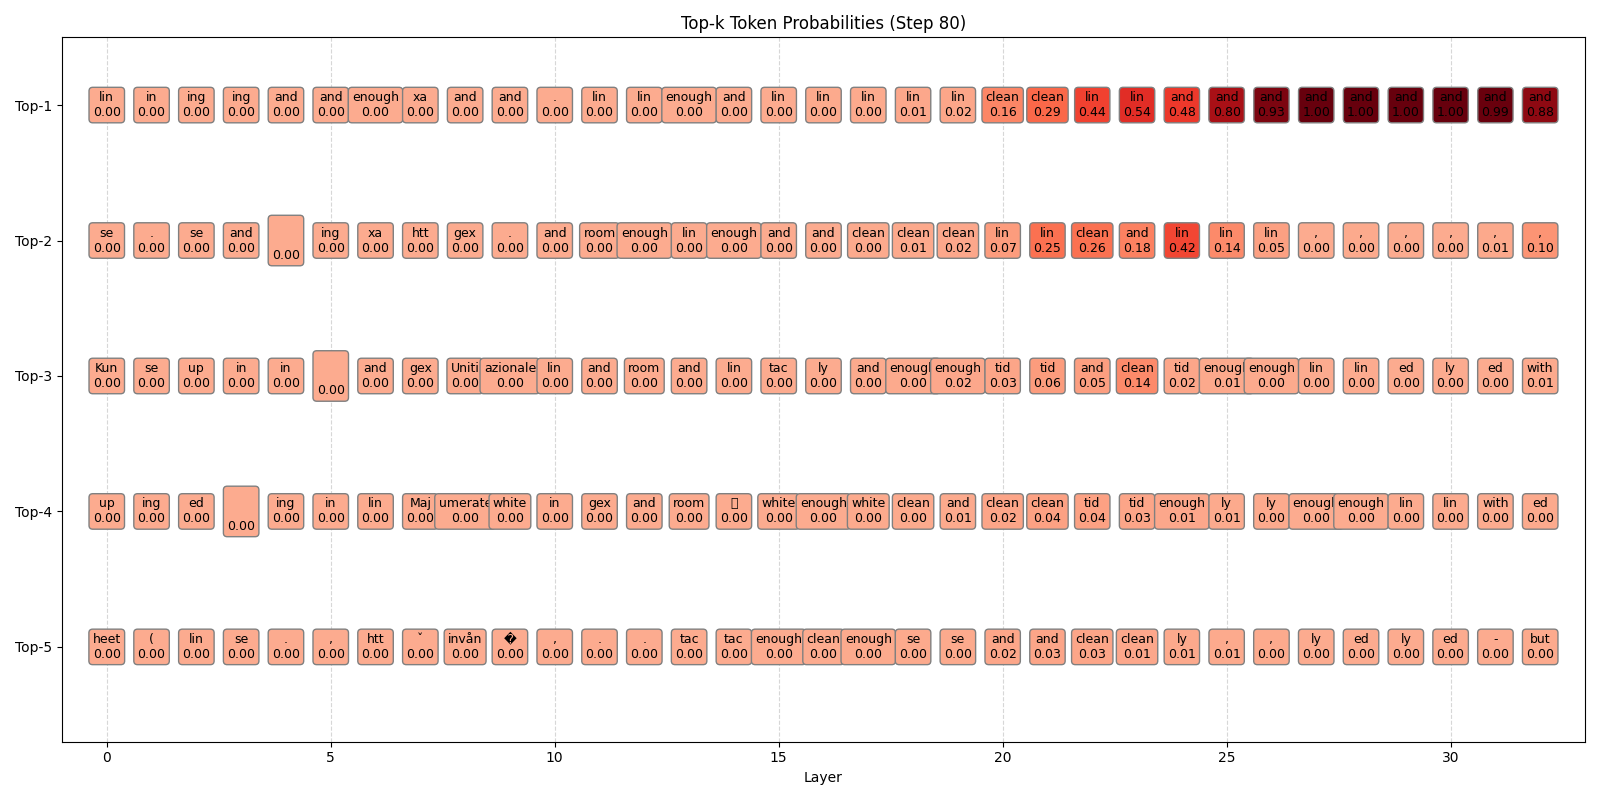 Top-k Token Probabilities (Step 80)
lin in ing ing and and enough xa and and . lin lin enough and lin lin lin lin lin clean clean lin lin and and and and and and and and and
Top-1
0.00 0.00 0.00 0.00 0.00 0.00 0.00 0.00 0.00 0.00 0.00 0.00 0.00 0.00 0.00 0.00 0.00 0.00 0.01 0.02 0.16 0.29 0.44 0.54 0.48 0.80 0.93 1.00 1.00 1.00 1.00 0.99 0.88
se . se and ing xa htt gex . and room enough lin enough and and clean clean clean lin lin clean and lin lin lin , , , , , ,
Top-2
0.00 0.00 0.00 0.00 0.00 0.00 0.00 0.00 0.00 0.00 0.00 0.00 0.00 0.00 0.00 0.00 0.00 0.00 0.01 0.02 0.07 0.25 0.26 0.18 0.42 0.14 0.05 0.00 0.00 0.00 0.00 0.01 0.10
Kun se up in in and gex Uniti azionale lin and room and lin tac ly and enough enough tid tid and clean tid enough enough lin lin ed ly ed with
Top-3
0.00 0.00 0.00 0.00 0.00 0.00 0.00 0.00 0.00 0.00 0.00 0.00 0.00 0.00 0.00 0.00 0.00 0.00 0.00 0.02 0.03 0.06 0.05 0.14 0.02 0.01 0.00 0.00 0.00 0.00 0.00 0.00 0.01
up ing ed ing in lin Maj umerate white in gex and room white enough white clean and clean clean tid tid enough ly ly enough enough lin lin with ed
Top-4
0.00 0.00 0.00 0.00 0.00 0.00 0.00 0.00 0.00 0.00 0.00 0.00 0.00 0.00 0.00 0.00 0.00 0.00 0.00 0.01 0.02 0.04 0.04 0.03 0.01 0.01 0.00 0.00 0.00 0.00 0.00 0.00 0.00
heet ( lin se . , htt ˇ invån � , . . tac tac enough clean enough se se and and clean clean ly , , ly ed ly ed - but
Top-5
0.00 0.00 0.00 0.00 0.00 0.00 0.00 0.00 0.00 0.00 0.00 0.00 0.00 0.00 0.00 0.00 0.00 0.00 0.00 0.00 0.02 0.03 0.03 0.01 0.01 0.01 0.00 0.00 0.00 0.00 0.00 0.00 0.00
0 5 10 15 20 25 30
Layer